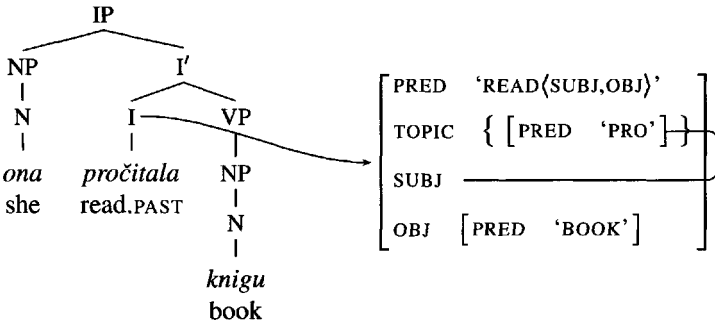 IP
NP I′
N I VP
ona pročitala NP
she read.PAST N
knigu
book
PRED ‘READ⟨SUBJ,OBJ⟩’
TOPIC { [PRED ‘PRO’] }
SUBJ
OBJ [PRED ‘BOOK’]